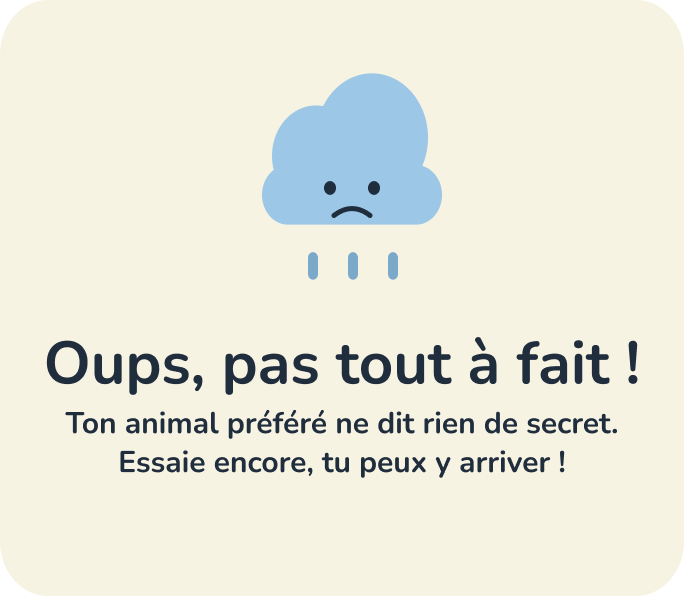 Oups, pas tout à fait !
Ton animal préféré ne dit rien de secret.
Essaie encore, tu peux y arriver !